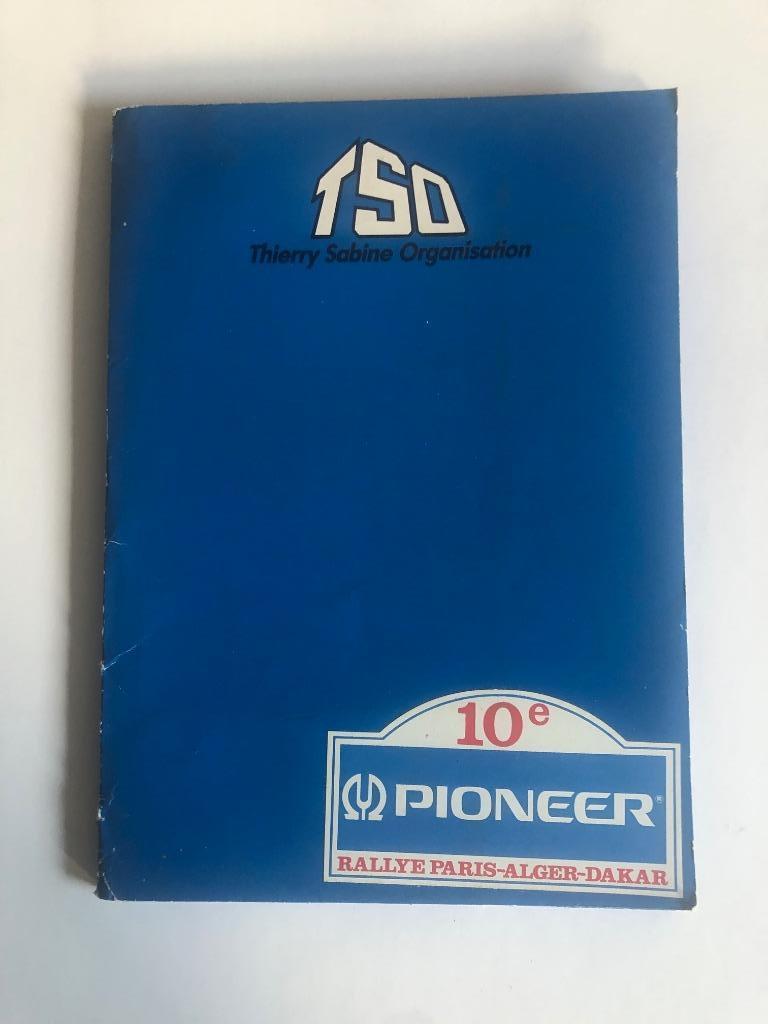 TSO
Thierry Sabine Organisation
10e
PIONEER®
RALLYE PARIS-ALGER-DAKAR